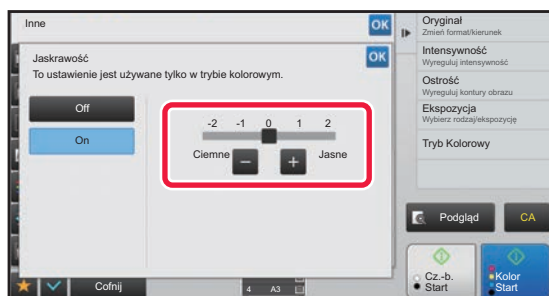 Inne
OK
Jaskrawość
OK
To ustawienie jest używane tylko w trybie kolorowym.
Off
On
-2 -1 0 1 2
Ciemne − + Jasne
Cofnij
4 A3
Oryginał
Zmień format/kierunek
Intensywność
Wyreguluj intensywność
Ostrość
Wyreguluj kontury obrazu
Ekspozycja
Wybierz rodzaj/ekspozycję
Tryb Kolorowy
Podgląd
CA
Cz.-b.
Start
Kolor
Start